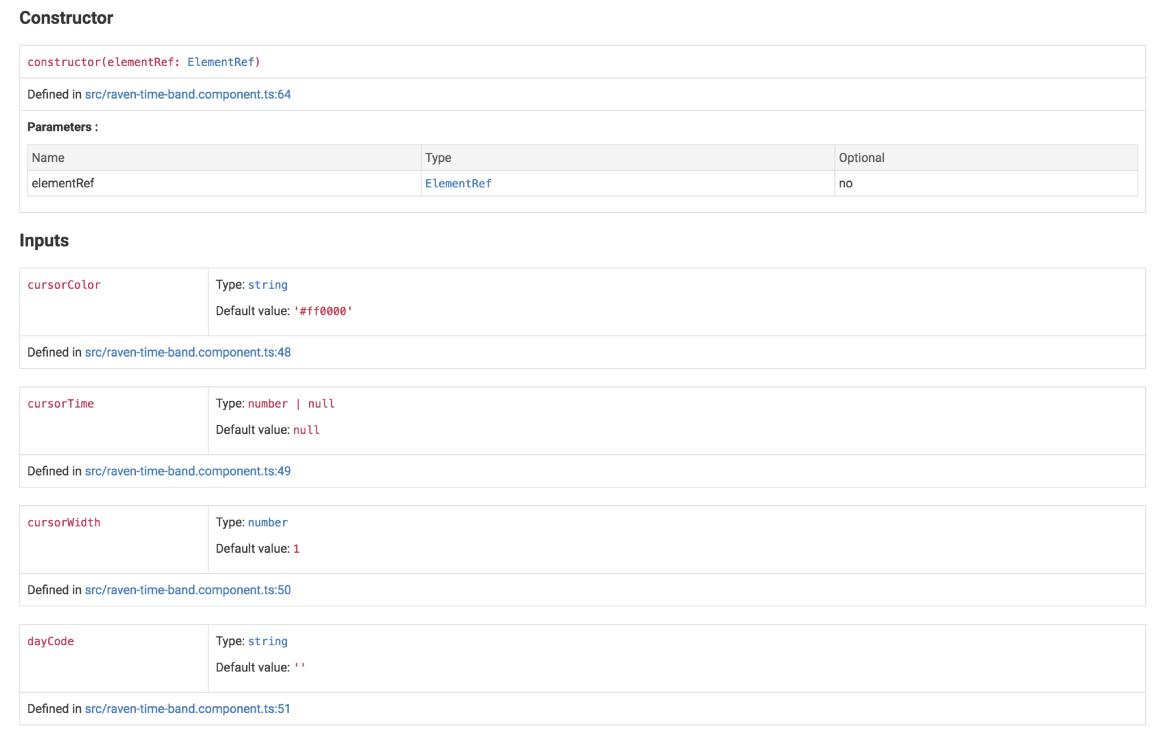 Constructor
constructor(elementRef: ElementRef)
Defined in src/raven-time-band.component.ts:64
Parameters :
Name Type Optional
elementRef ElementRef no
Inputs
cursorColor Type: string
Default value: '#ff0000'
Defined in src/raven-time-band.component.ts:48
cursorTime Type: number | null
Default value: null
Defined in src/raven-time-band.component.ts:49
cursorWidth Type: number
Default value: 1
Defined in src/raven-time-band.component.ts:50
dayCode Type: string
Default value: ''
Defined in src/raven-time-band.component.ts:51